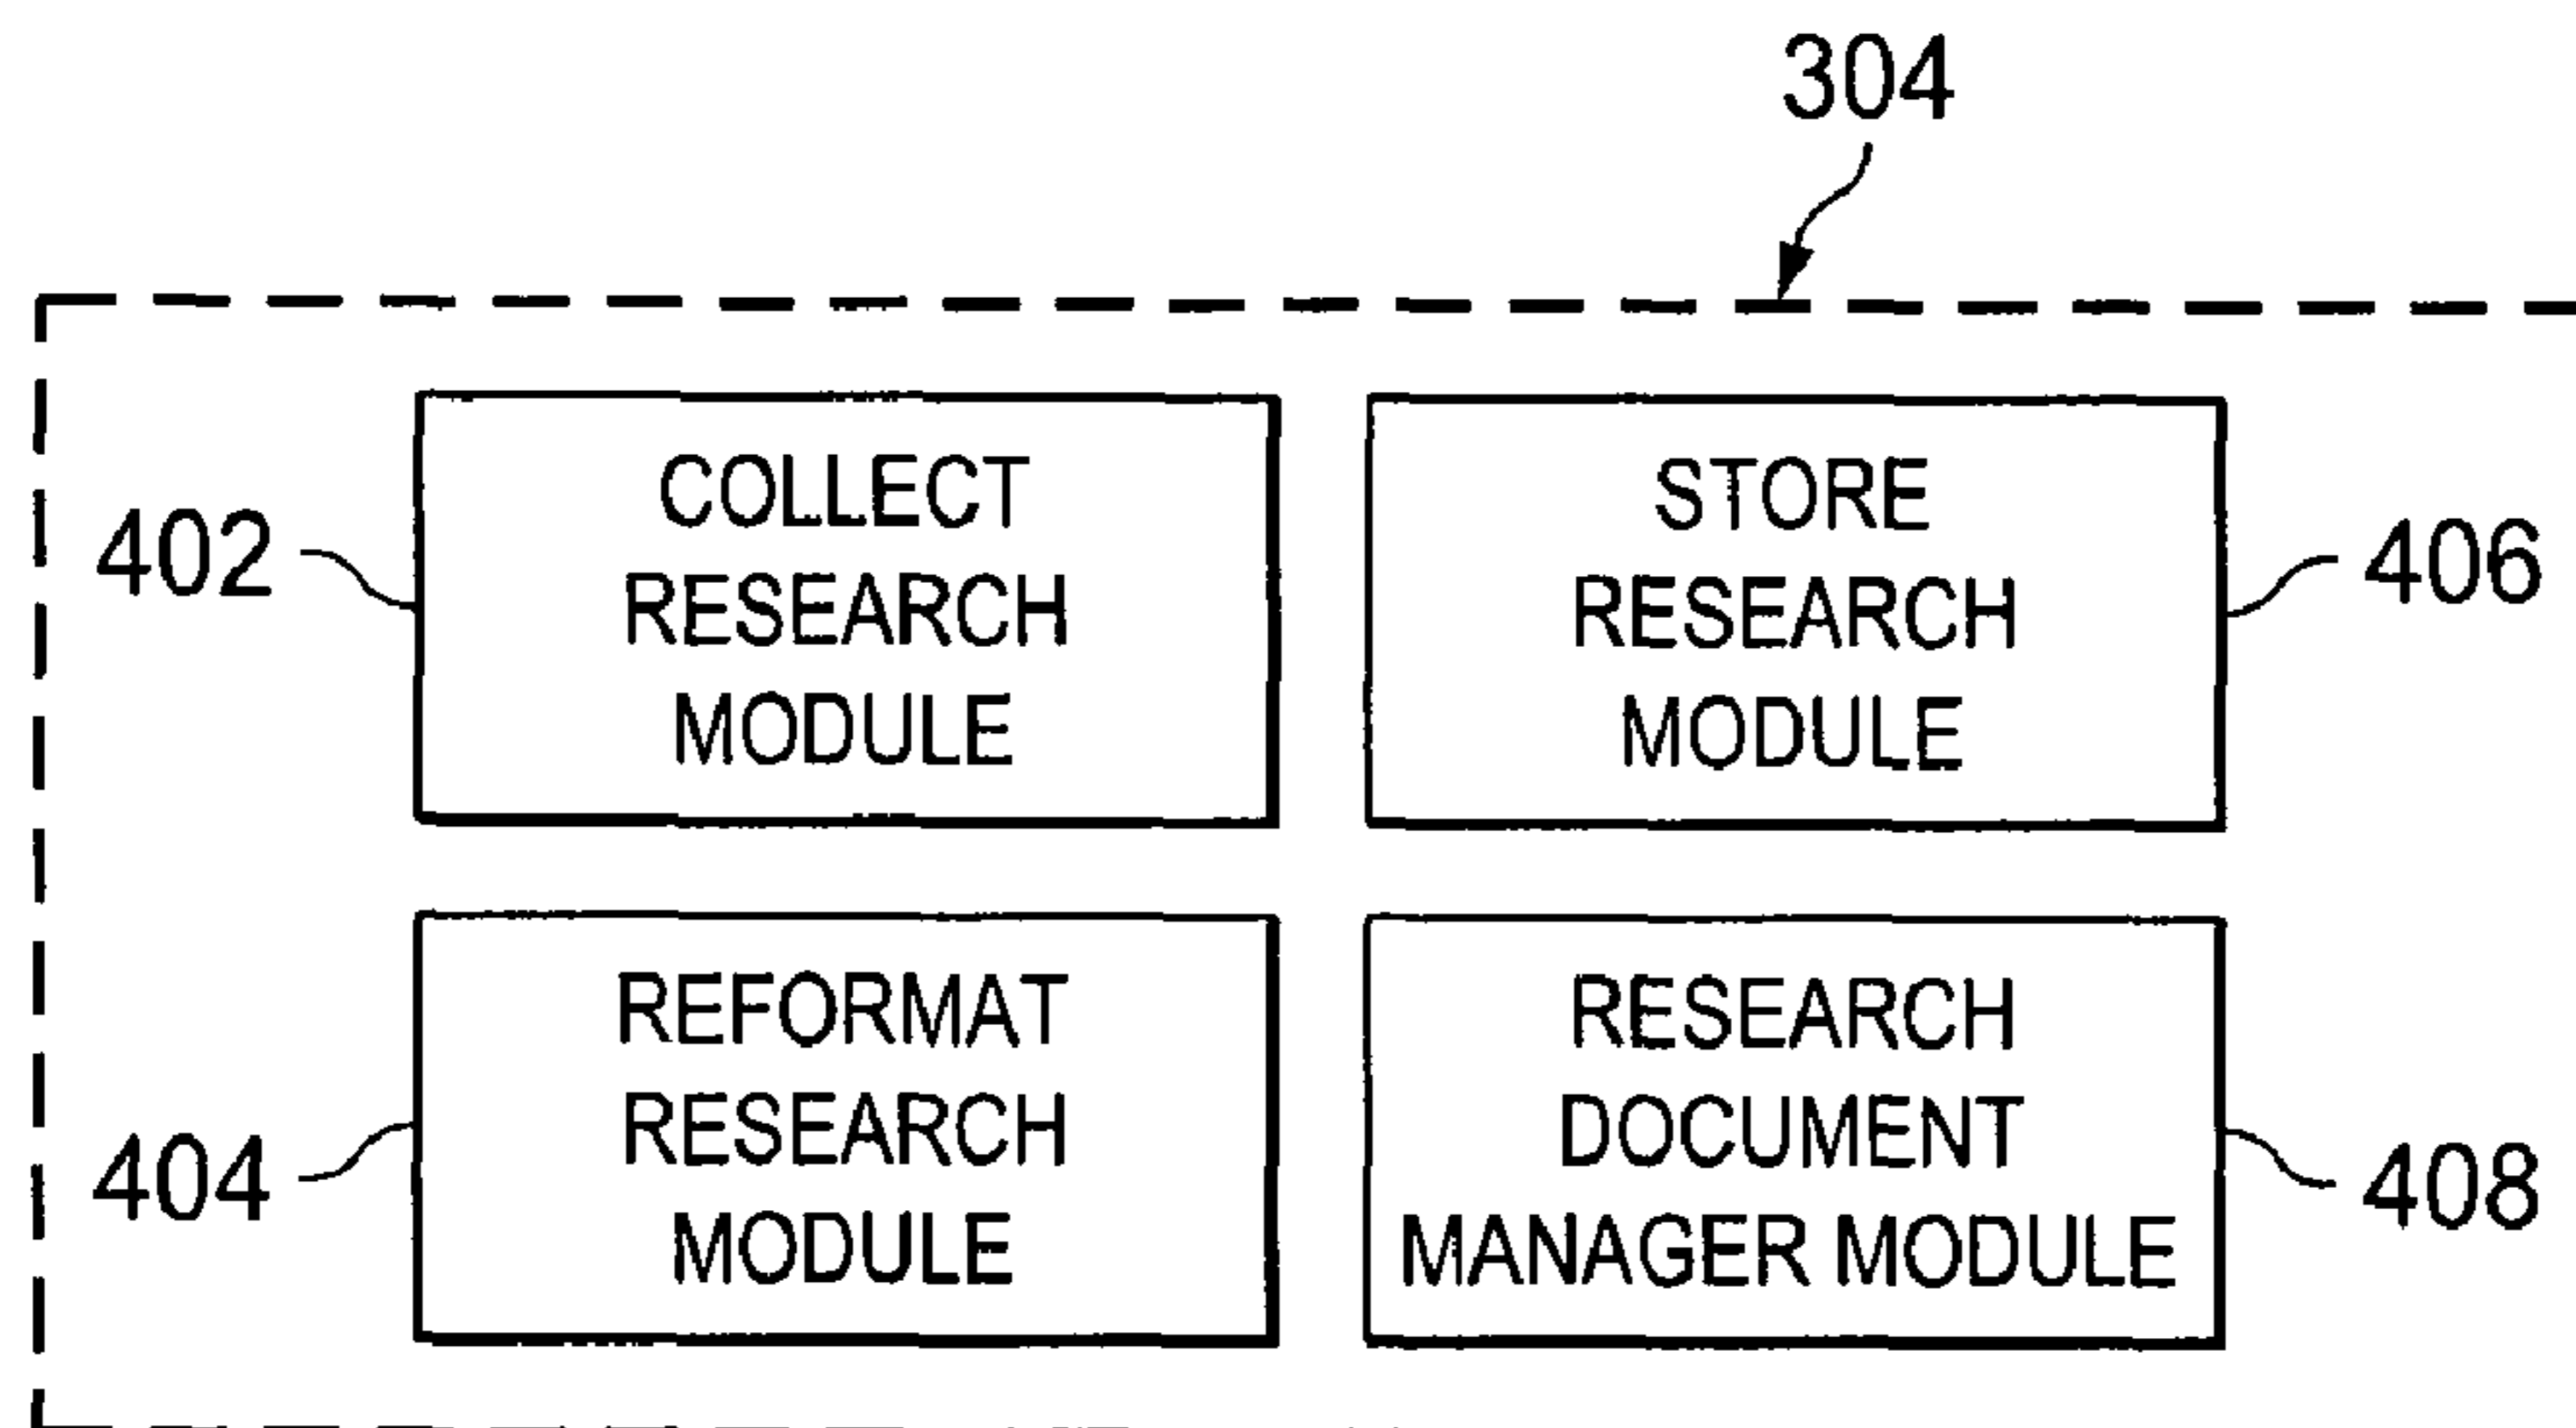 304
402
COLLECT
RESEARCH
MODULE
STORE
RESEARCH
MODULE
406
404
REFORMAT
RESEARCH
MODULE
RESEARCH
DOCUMENT
MANAGER MODULE
408